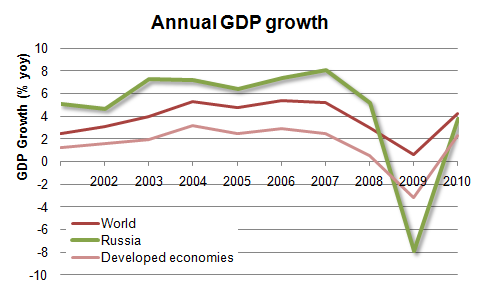 Annual GDP growth
GDP Growth (% yoy)
10
8
6
4
2
0
-2
-4
-6
-8
-10
2002 2003 2004 2005 2006 2007 2008 2009 2010
World
Russia
Developed economies